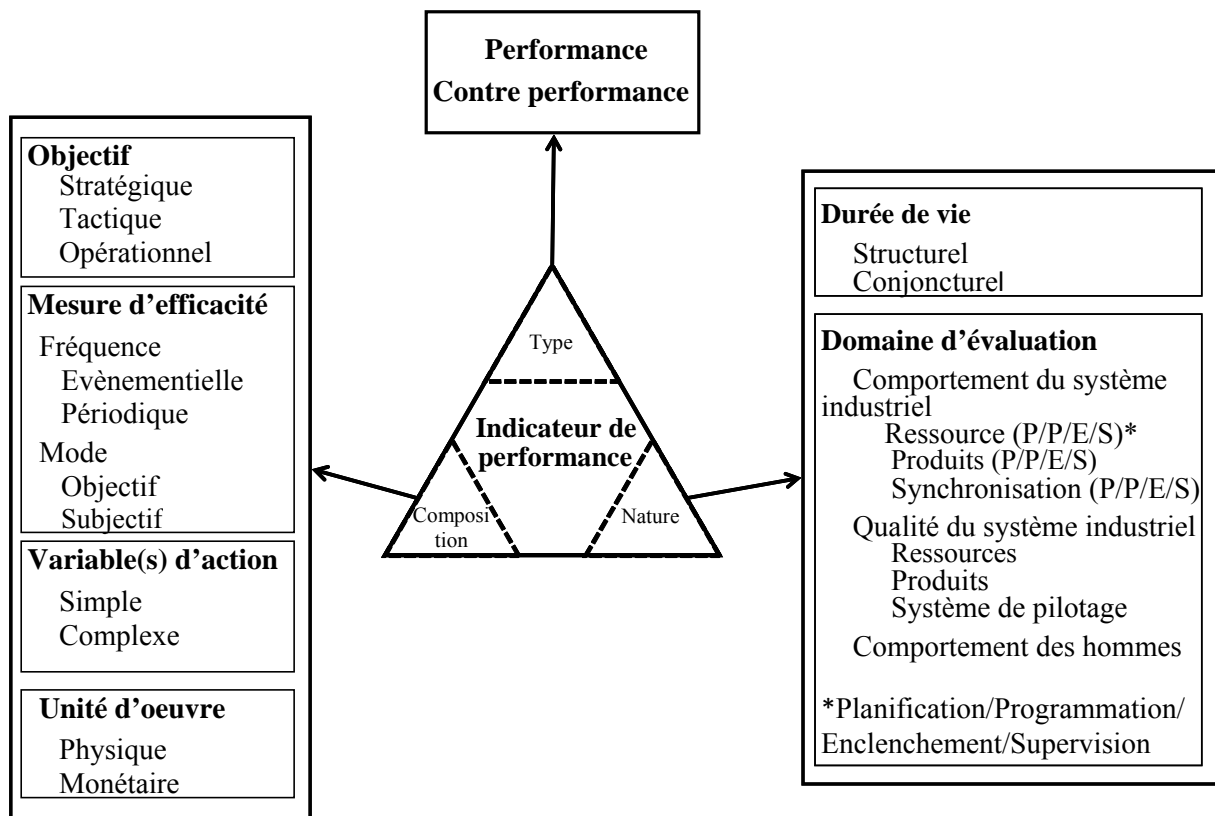 Performance
Contre performance
Objectif
Stratégique
Tactique
Opérationnel
Mesure d’efficacité
Fréquence
Evènementielle
Périodique
Mode
Objectif
Subjectif
Variable(s) d’action
Simple
Complexe
Unité d’oeuvre
Physique
Monétaire
Type
Indicateur de
performance
Composi
tion
Nature
Durée de vie
Structurel
Conjoncturel
Domaine d’évaluation
Comportement du système
industriel
Ressource (P/P/E/S)*
Produits (P/P/E/S)
Synchronisation (P/P/E/S)
Qualité du système industriel
Ressources
Produits
Système de pilotage
Comportement des hommes
*Planification/Programmation/
Enclenchement/Supervision